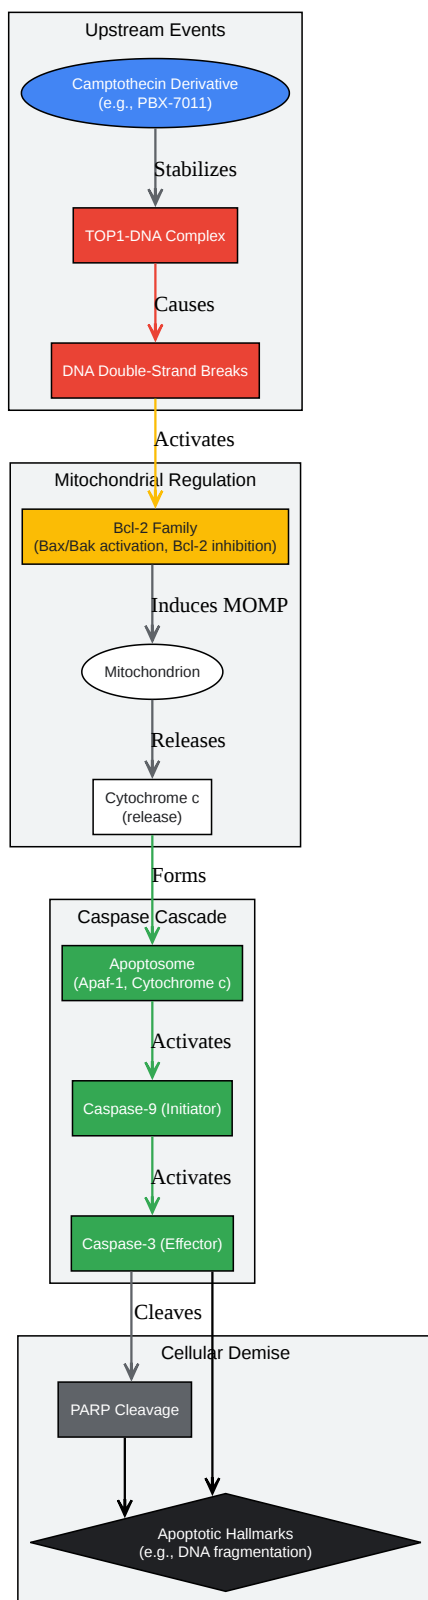 Upstream Events
Camptothecin Derivative
(e.g., PBX-7011)
Stabilizes
TOP1-DNA Complex
Causes
DNA Double-Strand Breaks
Activates
Mitochondrial Regulation
Bcl-2 Family
(Bax/Bak activation, Bcl-2 inhibition)
Induces MOMP
Mitochondrion
Releases
Cytochrome c
(release)
Forms
Caspase Cascade
Apoptosome
(Apaf-1, Cytochrome c)
Activates
Caspase-9 (Initiator)
Activates
Caspase-3 (Effector)
Cleaves
Cellular Demise
PARP Cleavage
Apoptotic Hallmarks
(e.g., DNA fragmentation)